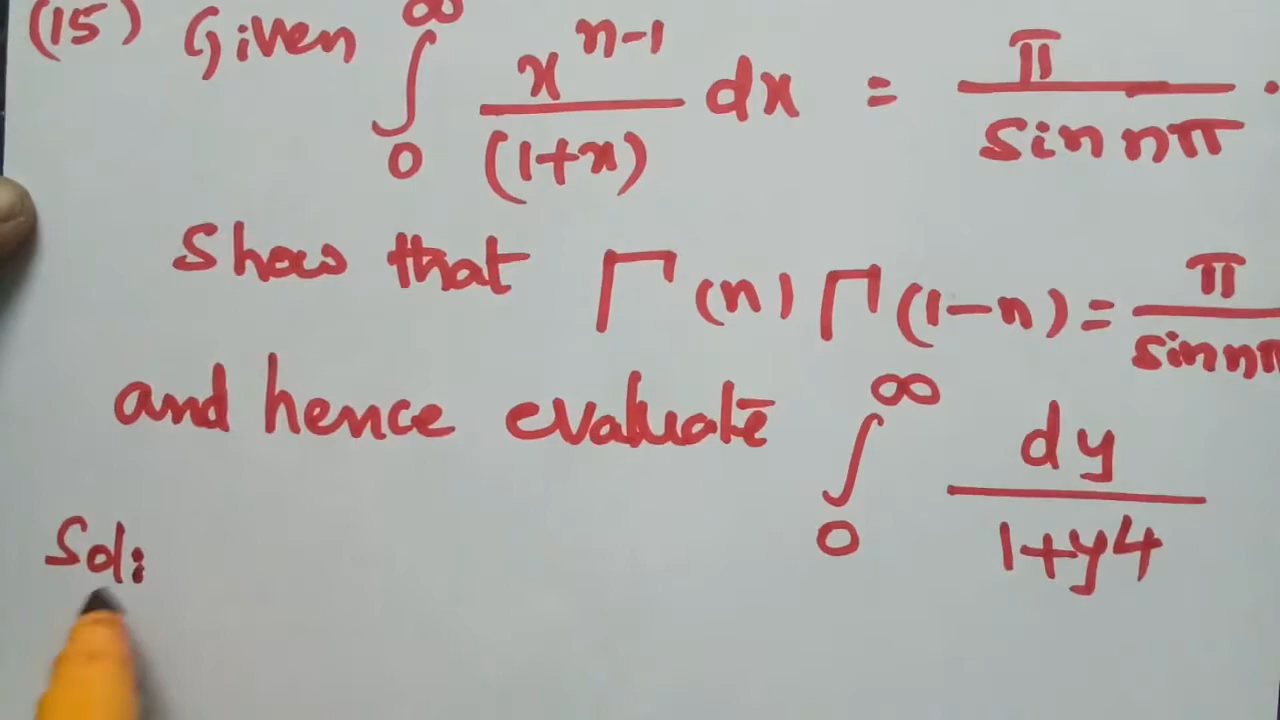 (15) Given ∫₀^∞ x^(n-1)/(1+x) dx = π/sin nπ .
Show that Γ(n) Γ(1-n) = π/sin nπ
and hence evaluate ∫₀^∞ dy/1+y4
Sol: